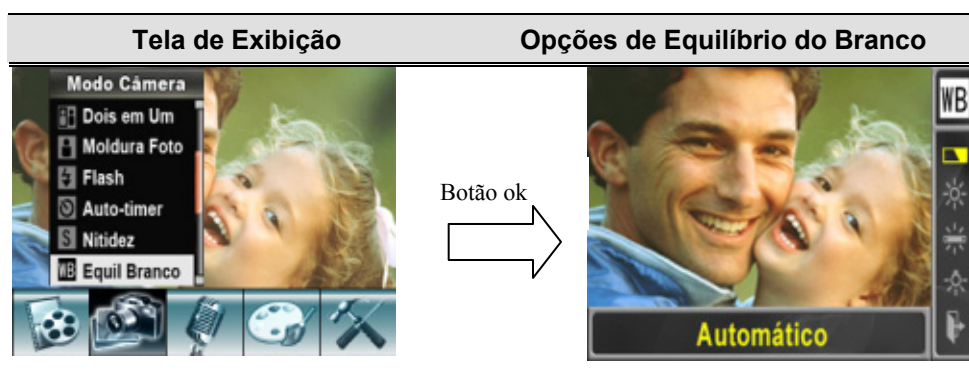 Tela de Exibição
Opções de Equilíbrio do Branco
Modo Câmera
Dois em Um
Moldura Foto
Flash
Auto-timer
S Nitidez
WB Equil Branco
Botão ok
WB
Automático